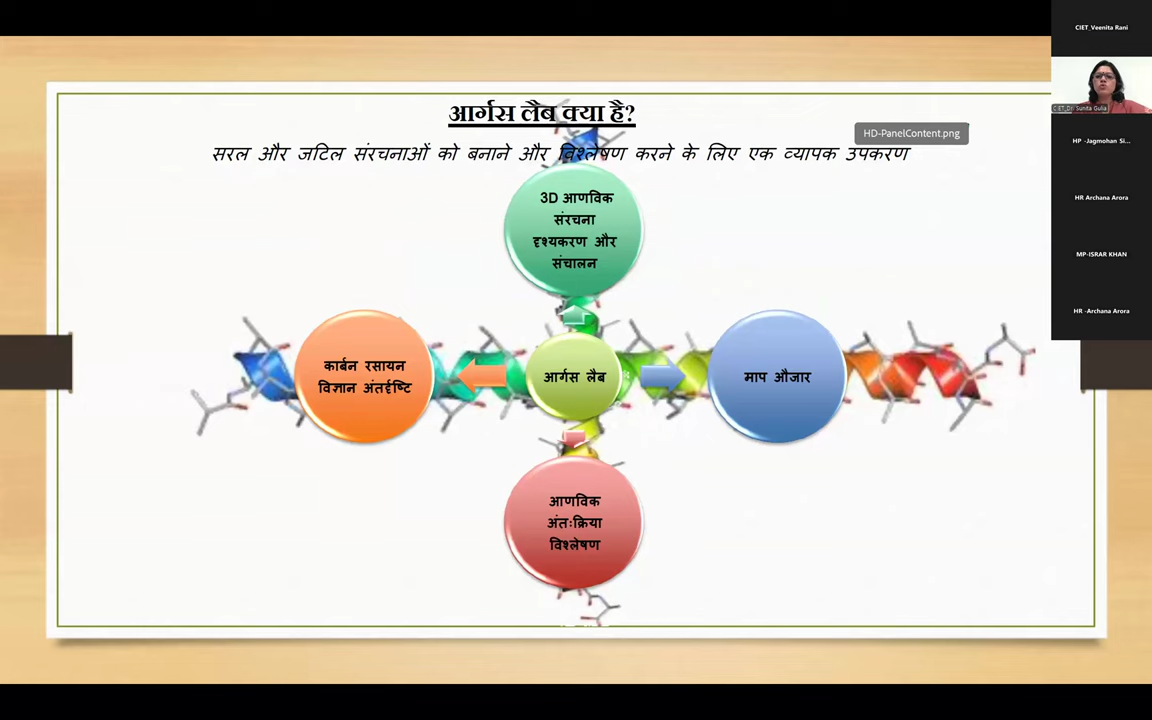 CIET_Veenita Rani
CIET_Dr. Sunita Gulia
HP -Jagmohan Si...
HR Archana Arora
MP-ISRAR KHAN
HR -Archana Arora
आर्गस लैब क्या है?
HD-PanelContent.png
सरल और जटिल संरचनाओं को बनाने और विश्लेषण करने के लिए एक व्यापक उपकरण
3D आणविक
संरचना
दृश्यकरण और
संचालन
कार्बन रसायन
विज्ञान अंतर्दृष्टि
आर्गस लैब
माप औजार
आणविक
अंतःक्रिया
विश्लेषण